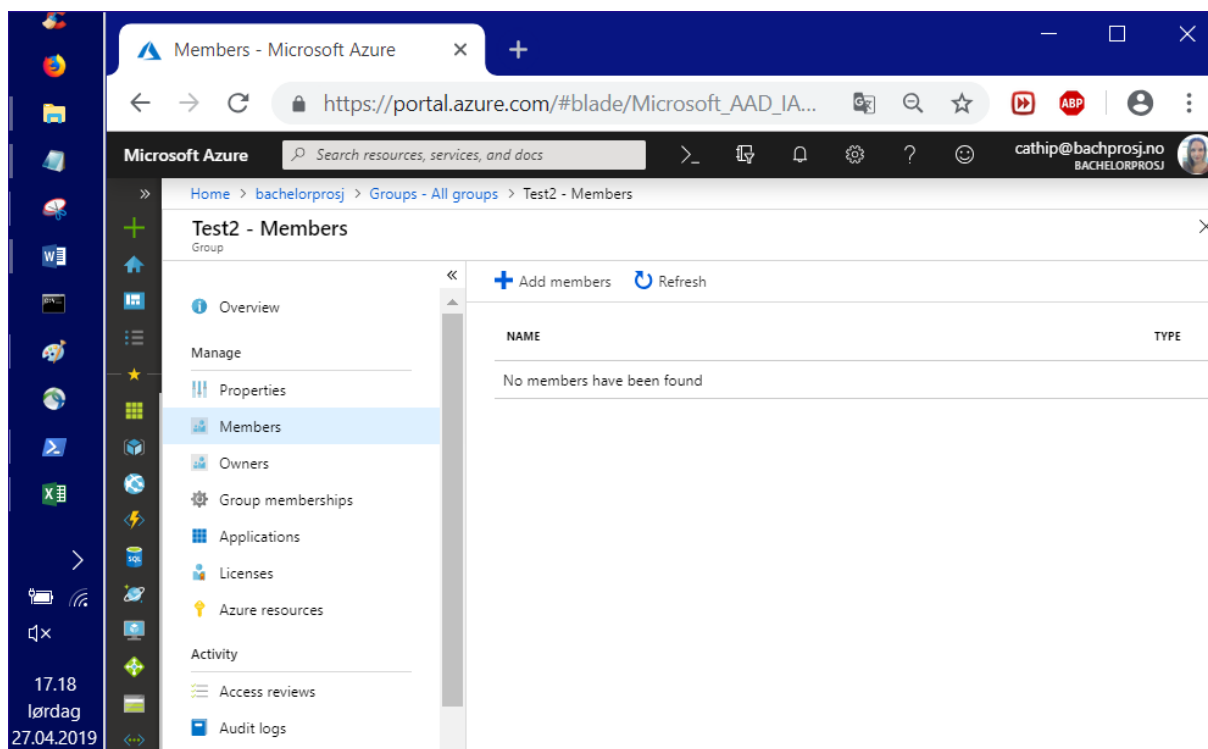 Members - Microsoft Azure
https://portal.azure.com/#blade/Microsoft_AAD_IA...
ABP
Microsoft Azure
Search resources, services, and docs
cathip@bachprosj.no
BACHELORPROSJ
Home > bachelorprosj > Groups - All groups > Test2 - Members
Test2 - Members
Group
Add members
Refresh
Overview
Manage
Properties
Members
Owners
Group memberships
Applications
Licenses
Azure resources
Activity
Access reviews
Audit logs
NAME
TYPE
No members have been found
SQL
17.18
lørdag
27.04.2019